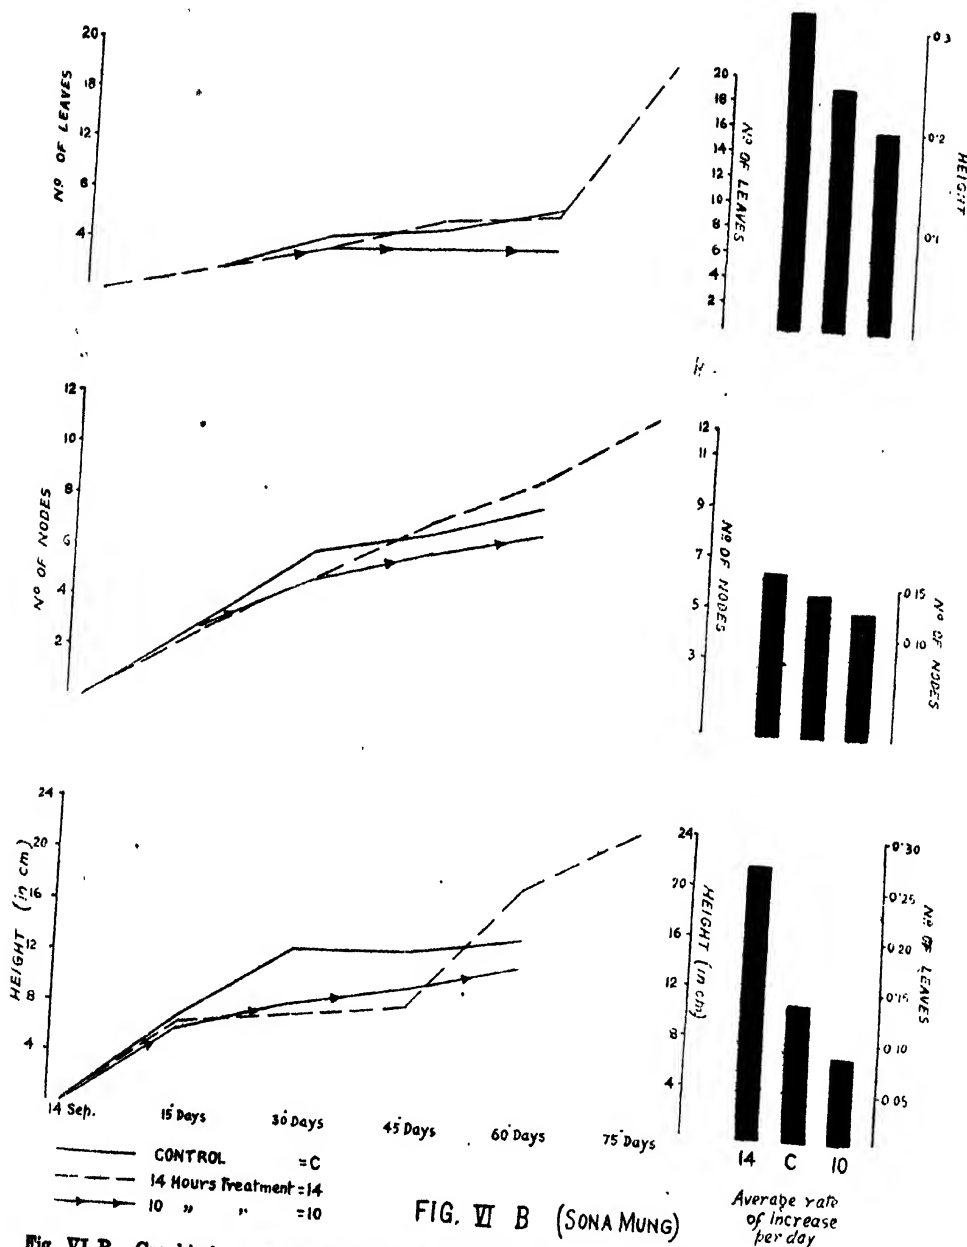 20
18
12
8
4
Nº OF LEAVES
20
18
16
14
12
10
8
6
4
2
Nº OF LEAVES
0.3
0.2
0.1
HEIGHT
12
10
8
6
4
2
Nº OF NODES
12
11
9
7
5
3
Nº OF NODES
0.15
0.10
Nº OF NODES
24
20
16
12
8
4
HEIGHT (in cm)
14 Sep.
15 Days
30 Days
45 Days
60 Days
75 Days
24
20
16
12
8
4
HEIGHT (in cm)
0.30
0.25
0.20
0.15
0.10
0.05
Nº OF LEAVES
14 C 10
Average rate
of increase
per day
CONTROL = C
14 Hours Treatment = 14
10 " " = 10
FIG. VI B (SONA MUNG)
Fig. VI B